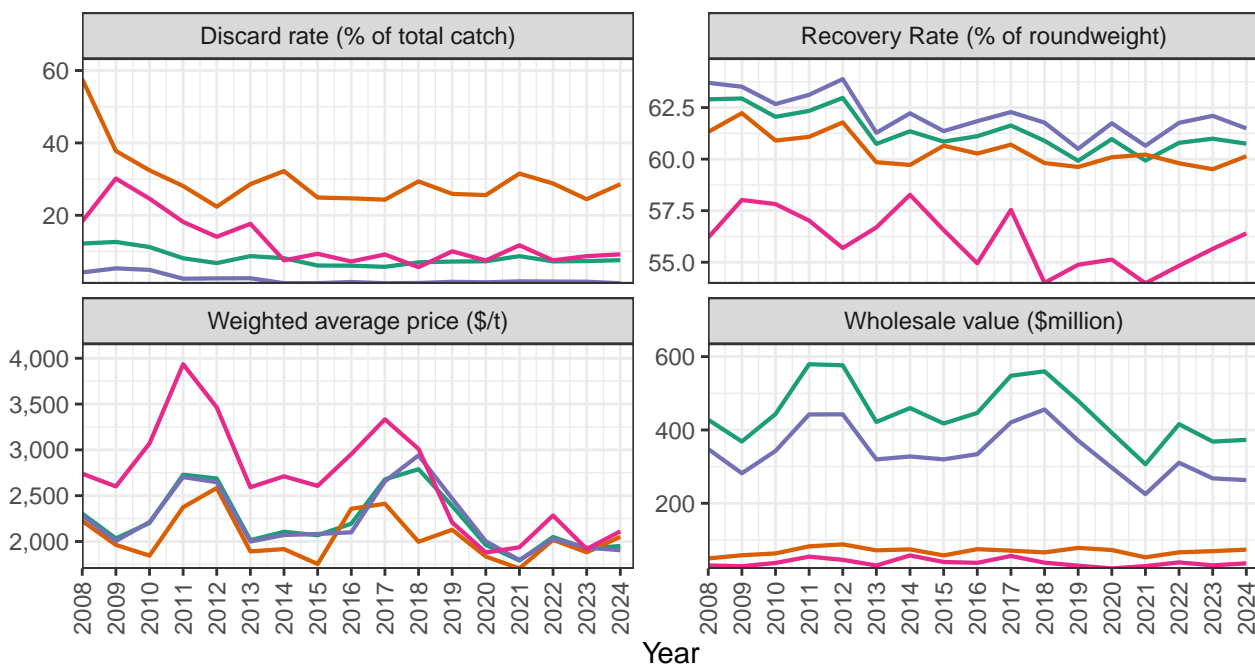 Discard rate (% of total catch)
Recovery Rate (% of roundweight)
60
40
20
62.5
60.0
57.5
55.0
Weighted average price ($/t)
Wholesale value ($million)
4,000
3,500
3,000
2,500
2,000
600
400
200
2008 2009 2010 2011 2012 2013 2014 2015 2016 2017 2018 2019 2020 2021 2022 2023 2024
2008 2009 2010 2011 2012 2013 2014 2015 2016 2017 2018 2019 2020 2021 2022 2023 2024
Year